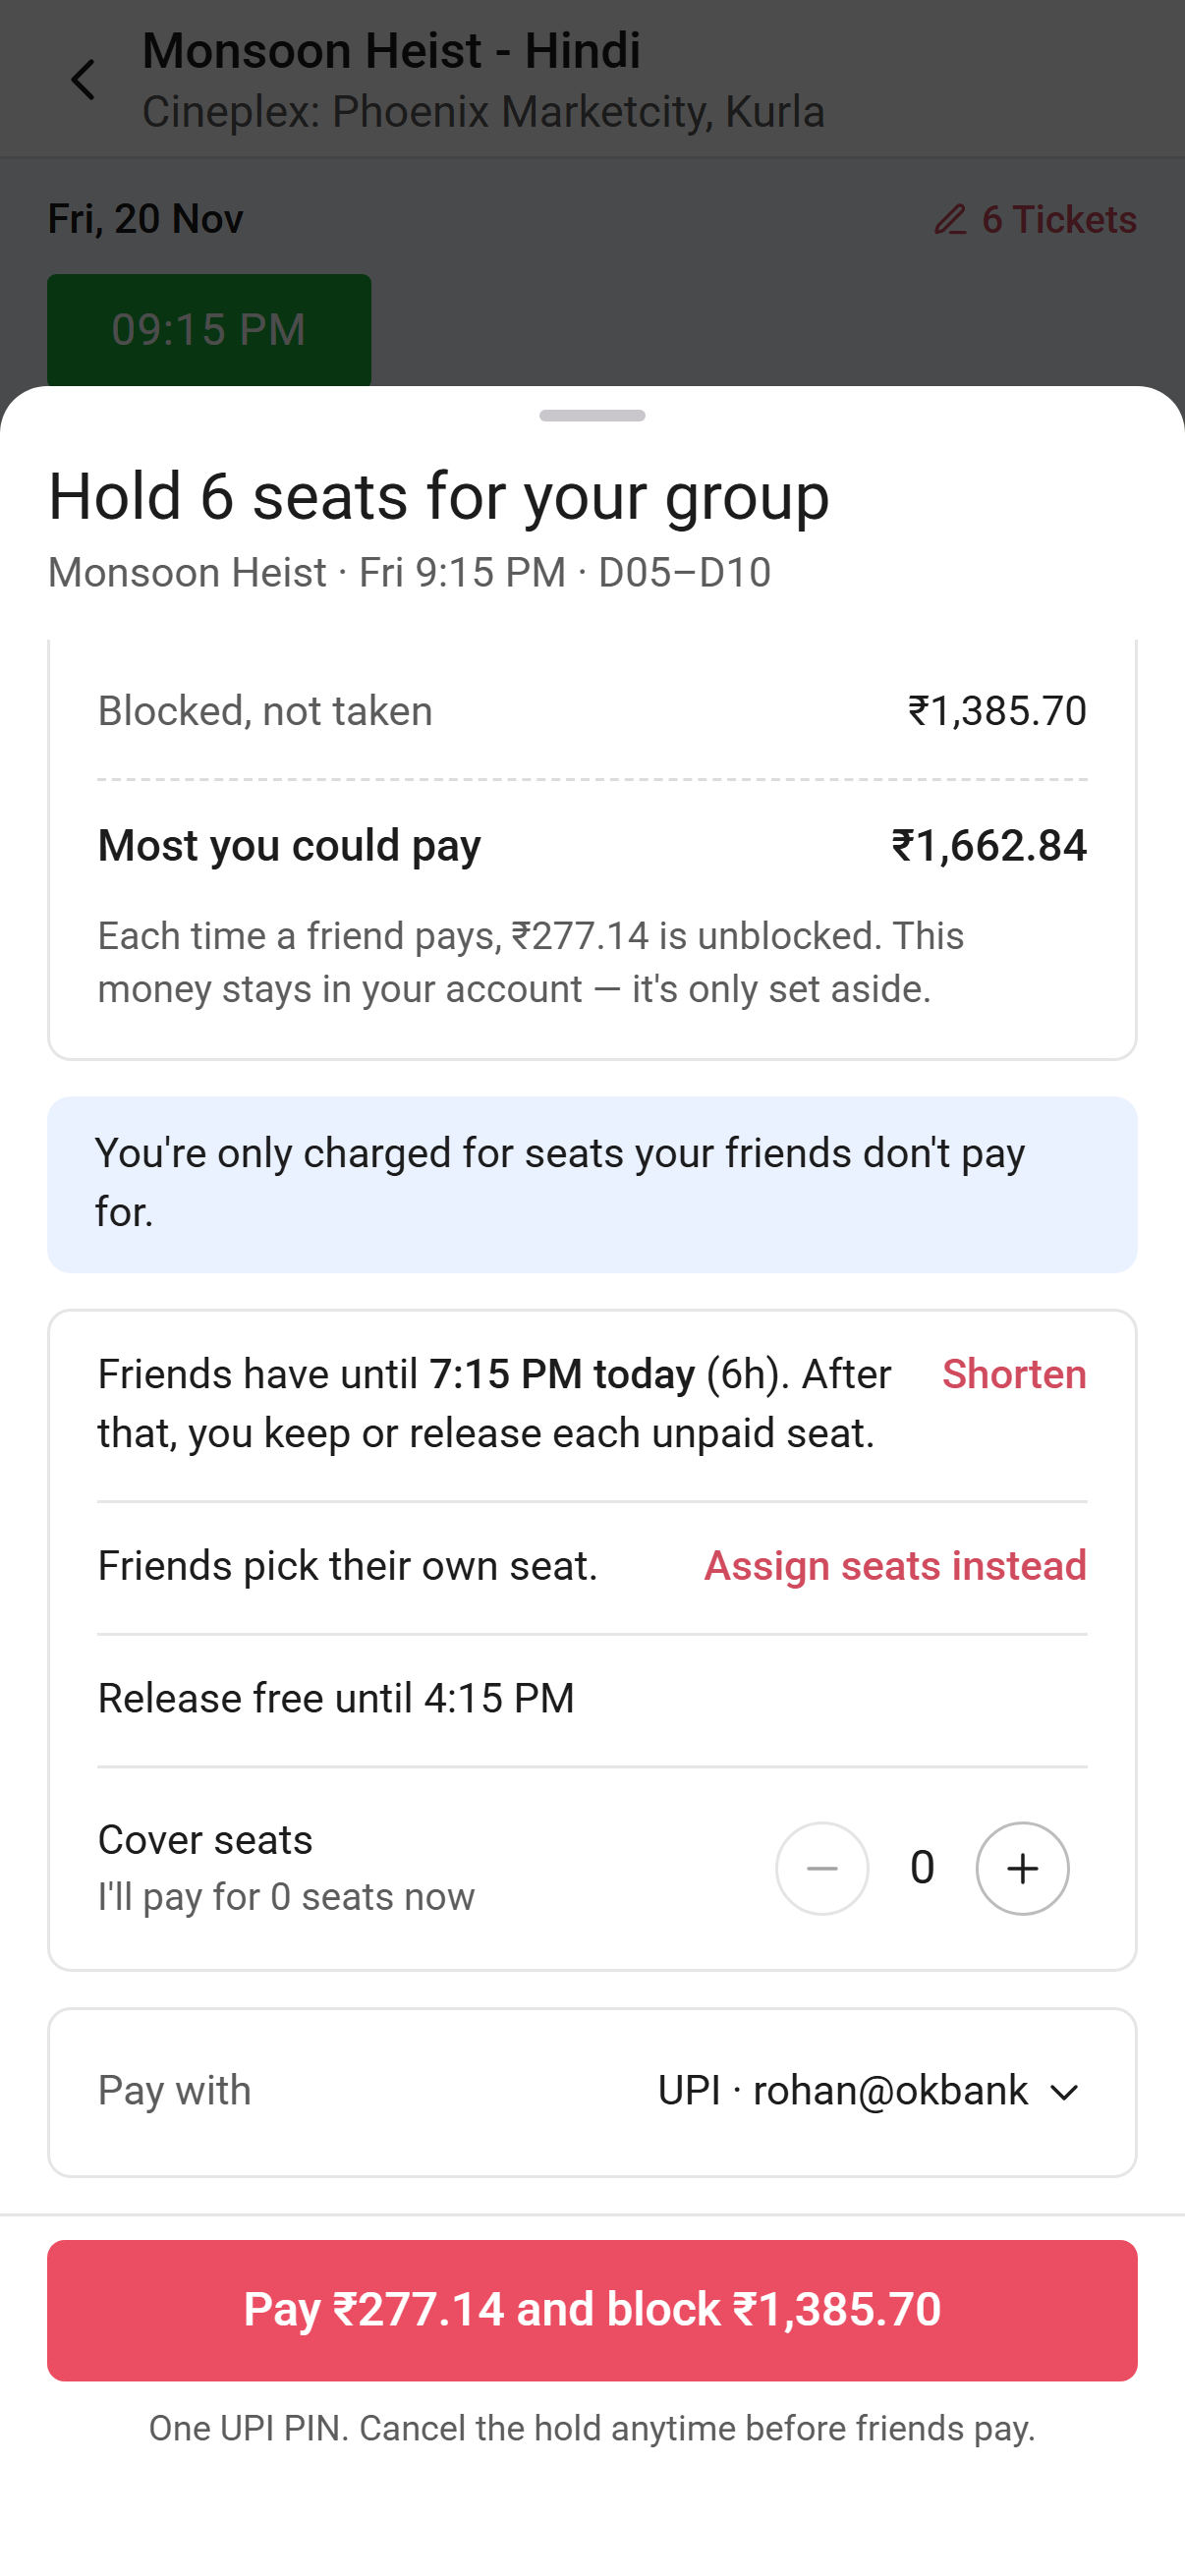 Monsoon Heist - Hindi
Cineplex: Phoenix Marketcity, Kurla
Fri, 20 Nov
6 Tickets
09:15 PM
Hold 6 seats for your group
Monsoon Heist · Fri 9:15 PM · D05–D10
Blocked, not taken
₹1,385.70
Most you could pay
₹1,662.84
Each time a friend pays, ₹277.14 is unblocked. This
money stays in your account — it's only set aside.
You're only charged for seats your friends don't pay
for.
Friends have until 7:15 PM today (6h). After
that, you keep or release each unpaid seat.
Shorten
Friends pick their own seat.
Assign seats instead
Release free until 4:15 PM
Cover seats
I'll pay for 0 seats now
0
Pay with
UPI · rohan@okbank
Pay ₹277.14 and block ₹1,385.70
One UPI PIN. Cancel the hold anytime before friends pay.